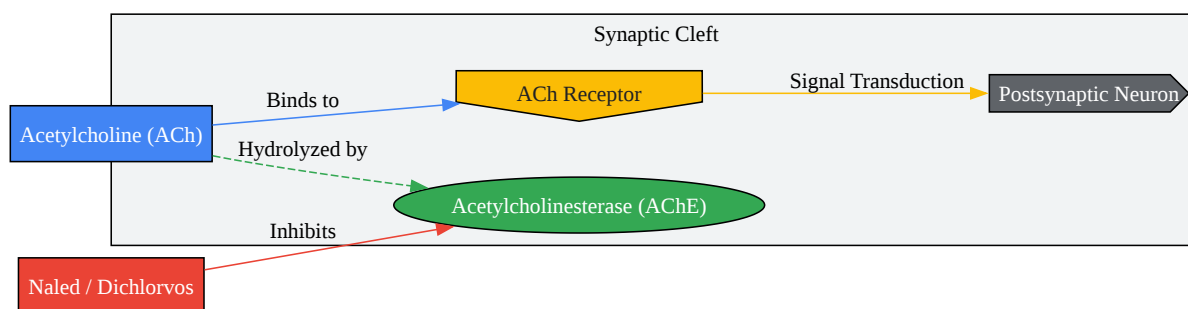 Synaptic Cleft
Binds to
ACh Receptor
Signal Transduction
Postsynaptic Neuron
Acetylcholine (ACh)
Hydrolyzed by
Acetylcholinesterase (AChE)
Inhibits
Naled / Dichlorvos